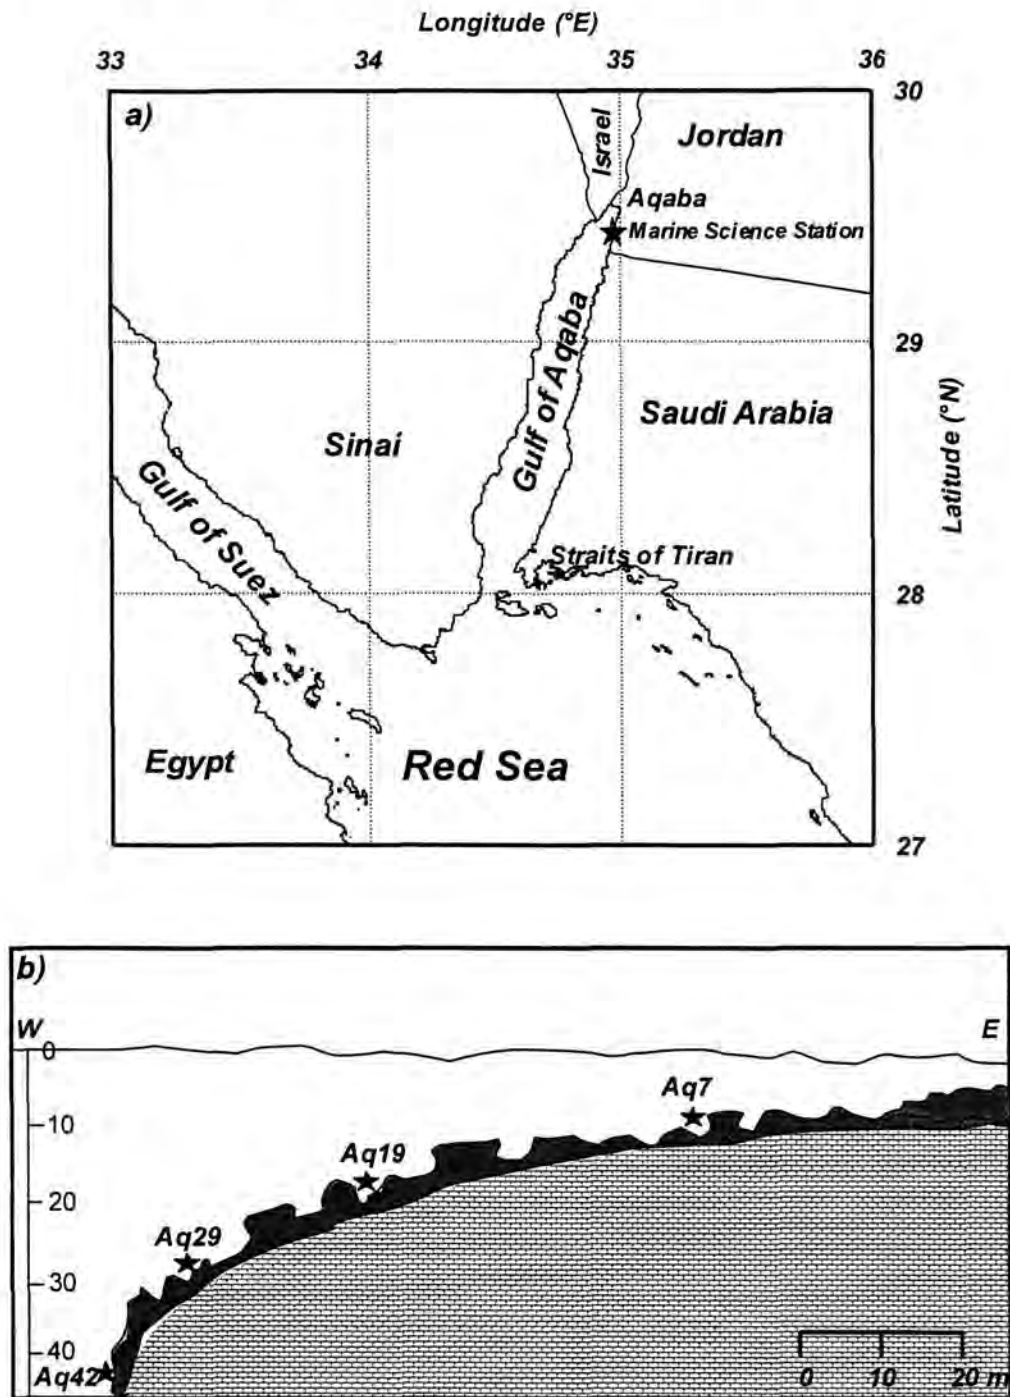 Longitude (°E)
33 34 35 36
a)
30
Israel
Jordan
Aqaba
Marine Science Station
29
Gulf of Aqaba
Saudi Arabia
Latitude (°N)
Sinai
Gulf of Suez
Straits of Tiran
28
Egypt
Red Sea
27
b)
W
E
0
Aq7
10
Aq19
20
Aq29
30
40
Aq42
0 10 20 m